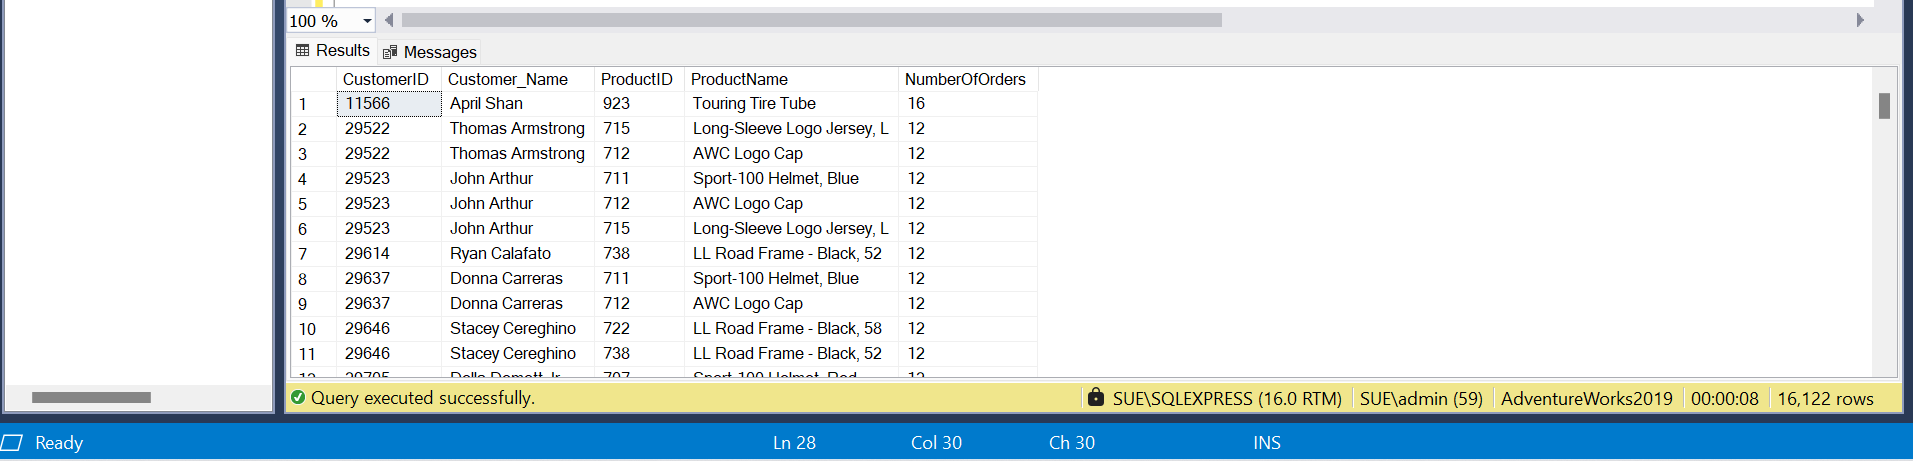 100 %
Results Messages
CustomerID Customer_Name ProductID ProductName NumberOfOrders
1 11566 April Shan 923 Touring Tire Tube 16
2 29522 Thomas Armstrong 715 Long-Sleeve Logo Jersey, L 12
3 29522 Thomas Armstrong 712 AWC Logo Cap 12
4 29523 John Arthur 711 Sport-100 Helmet, Blue 12
5 29523 John Arthur 712 AWC Logo Cap 12
6 29523 John Arthur 715 Long-Sleeve Logo Jersey, L 12
7 29614 Ryan Calafato 738 LL Road Frame - Black, 52 12
8 29637 Donna Carreras 711 Sport-100 Helmet, Blue 12
9 29637 Donna Carreras 712 AWC Logo Cap 12
10 29646 Stacey Cereghino 722 LL Road Frame - Black, 58 12
11 29646 Stacey Cereghino 738 LL Road Frame - Black, 52 12
Query executed successfully. SUE\SQLEXPRESS (16.0 RTM) SUE\admin (59) AdventureWorks2019 00:00:08 16,122 rows
Ready Ln 28 Col 30 Ch 30 INS